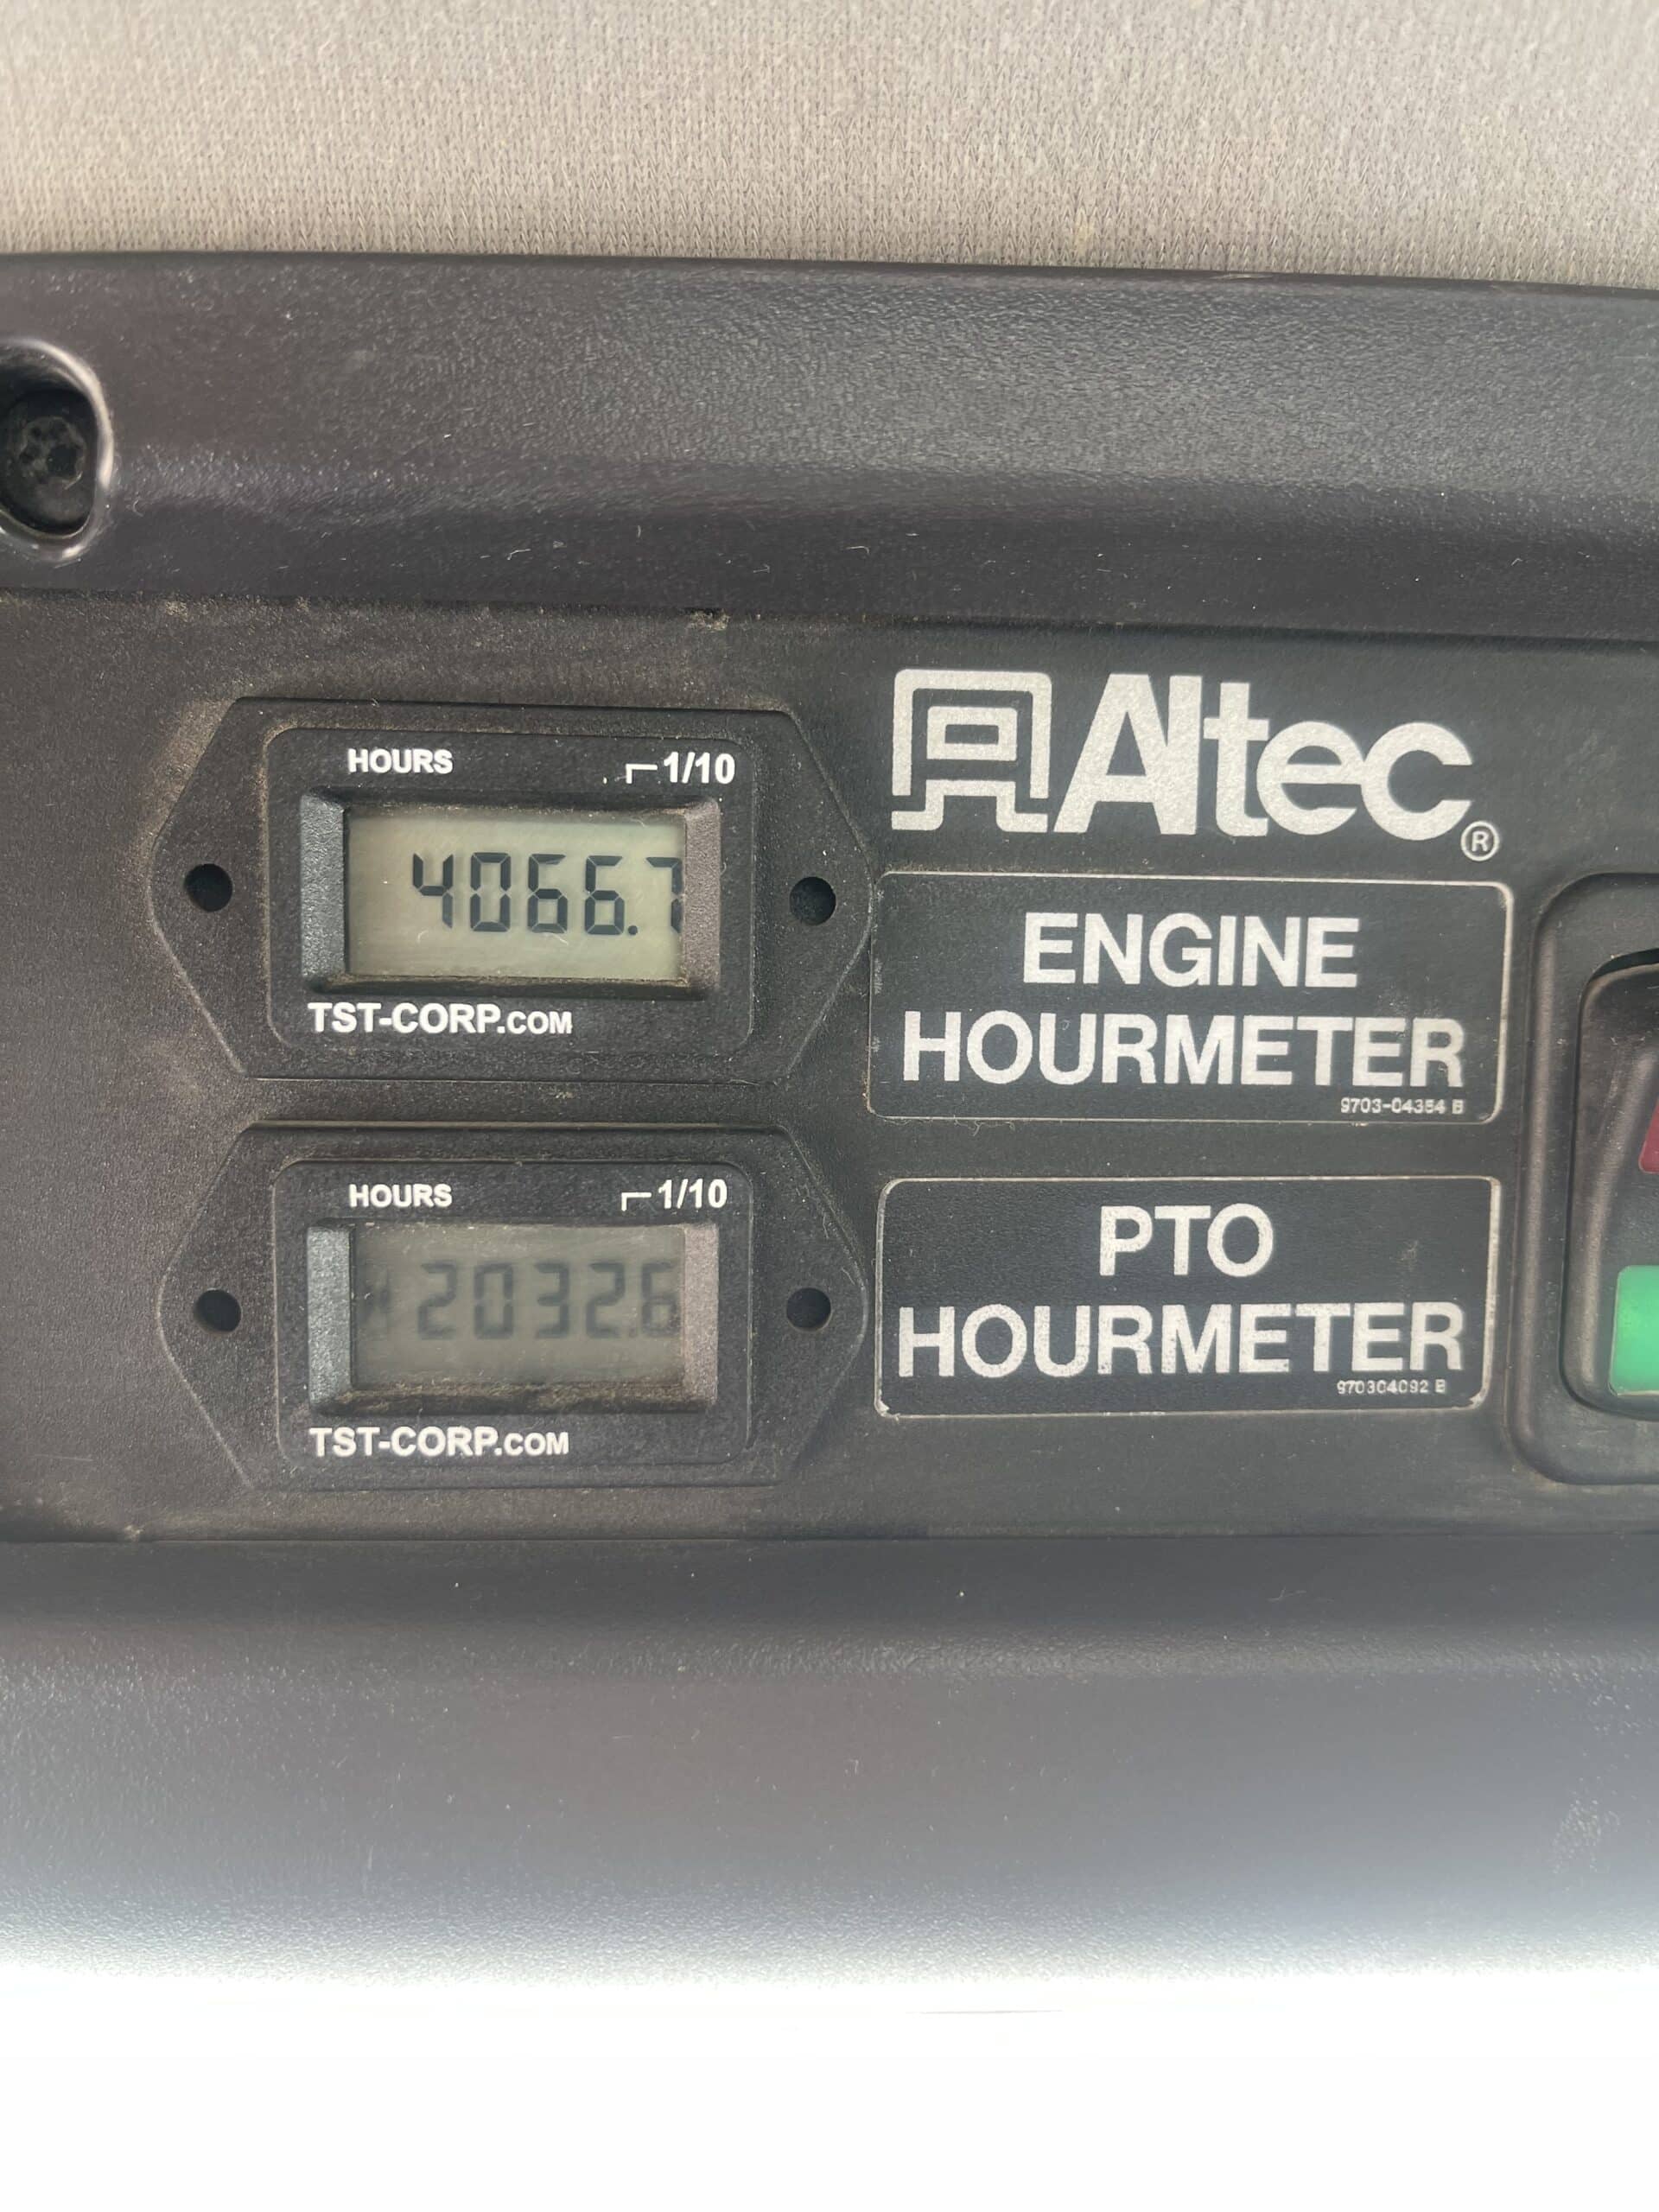 HOURS 1/10
4066.7
TST-CORP.COM
Altec®
ENGINE
HOURMETER
9703-04354 B
HOURS 1/10
2032.6
TST-CORP.COM
PTO
HOURMETER
970304092 B